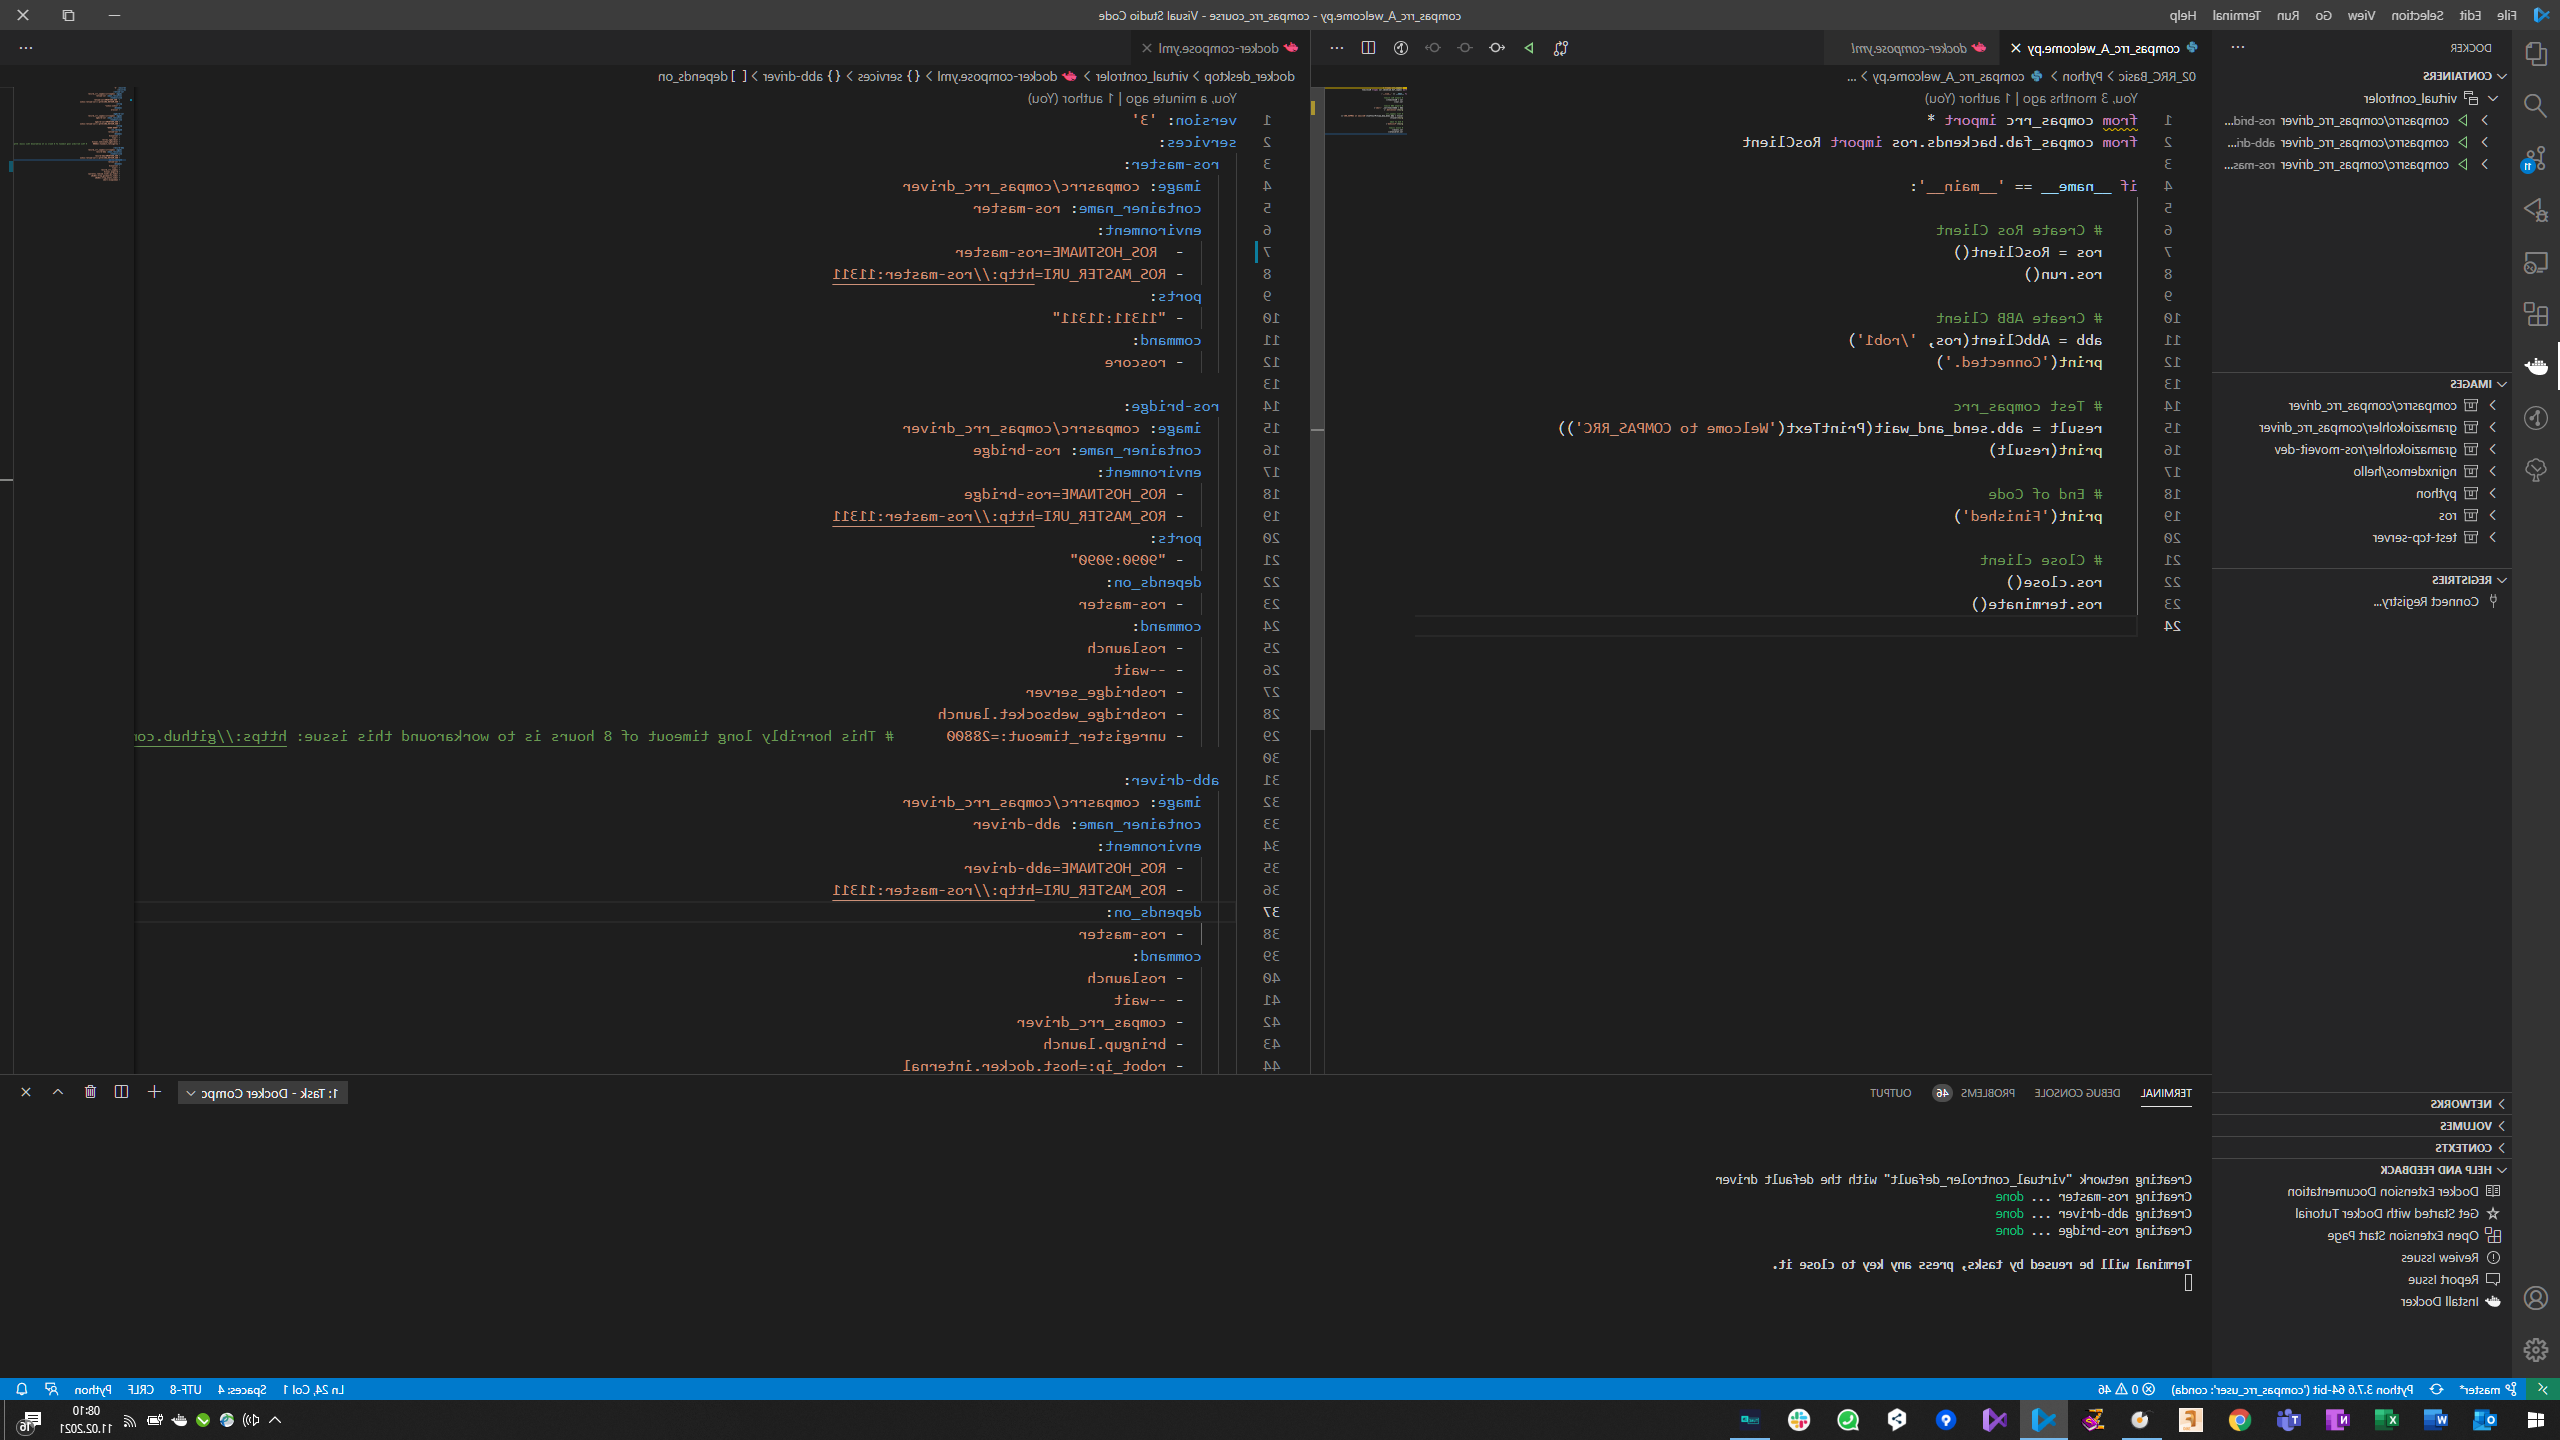 File Edit Selection View Go Run Terminal Help
compas_rrc_A_welcome.py - compas_rrc_course - Visual Studio Code
DOCKER
CONTAINERS
virtual_controler
compasrrc/compas_rrc_driver ros-brid...
compasrrc/compas_rrc_driver abb-dri...
compasrrc/compas_rrc_driver ros-mas...
11
IMAGES
compasrrc/compas_rrc_driver
gramaziokohler/compas_rrc_driver
gramaziokohler/ros-moveit-dev
nginxdemos/hello
python
ros
test-tcp-server
REGISTRIES
Connect Registry...
NETWORKS
VOLUMES
CONTEXTS
HELP AND FEEDBACK
Docker Extension Documentation
Get Started with Docker Tutorial
Open Extension Start Page
Review Issues
Report Issue
Install Docker
compas_rrc_A_welcome.py docker-compose.yml
02_RRC_Basic > Python > compas_rrc_A_welcome.py > ...
You, 3 months ago | 1 author (You)
1 from compas_rrc import *
2 from compas_fab.backends.ros import RosClient
3
4 if __name__ == '__main__':
5
6 # Create Ros Client
7 ros = RosClient()
8 ros.run()
9
10 # Create ABB Client
11 abb = AbbClient(ros, '/rob1')
12 print('Connected.')
13
14 # Test compas_rrc
15 result = abb.send_and_wait(PrintText('Welcome to COMPAS_RRC'))
16 print(result)
17
18 # End of Code
19 print('Finished')
20
21 # Close client
22 ros.close()
23 ros.terminate()
24
docker-compose.yml
docker_desktop > virtual_controler > docker-compose.yml > {} services > {} abb-driver > [ ] depends_on
You, a minute ago | 1 author (You)
1 version: '3'
2 services:
3 ros-master:
4 image: compasrrc/compas_rrc_driver
5 container_name: ros-master
6 environment:
7 -  ROS_HOSTNAME=ros-master
8 - ROS_MASTER_URI=http://ros-master:11311
9 ports:
10 - "11311:11311"
11 command:
12 - roscore
13
14 ros-bridge:
15 image: compasrrc/compas_rrc_driver
16 container_name: ros-bridge
17 environment:
18 - ROS_HOSTNAME=ros-bridge
19 - ROS_MASTER_URI=http://ros-master:11311
20 ports:
21 - "9090:9090"
22 depends_on:
23 - ros-master
24 command:
25 - roslaunch
26 - --wait
27 - rosbridge_server
28 - rosbridge_websocket.launch
29 - unregister_timeout:=28800 # This horribly long timeout of 8 hours is to workaround this issue: https://github.con
30
31 abb-driver:
32 image: compasrrc/compas_rrc_driver
33 container_name: abb-driver
34 environment:
35 - ROS_HOSTNAME=abb-driver
36 - ROS_MASTER_URI=http://ros-master:11311
37 depends_on:
38 - ros-master
39 command:
40 - roslaunch
41 - --wait
42 - compas_rrc_driver
43 - bringup.launch
44 - robot_ip:=host.docker.internal
TERMINAL DEBUG CONSOLE PROBLEMS 46 OUTPUT
1: Task - Docker Compc
Creating network "virtual_controler_default" with the default driver
Creating ros-master ... done
Creating abb-driver ... done
Creating ros-bridge ... done
Terminal will be reused by tasks, press any key to close it.
master* Python 3.7.6 64-bit ('compas_rrc_user': conda) 0 46
Ln 24, Col 1 Spaces: 4 UTF-8 CRLF Python
08:10
11.02.2021
16